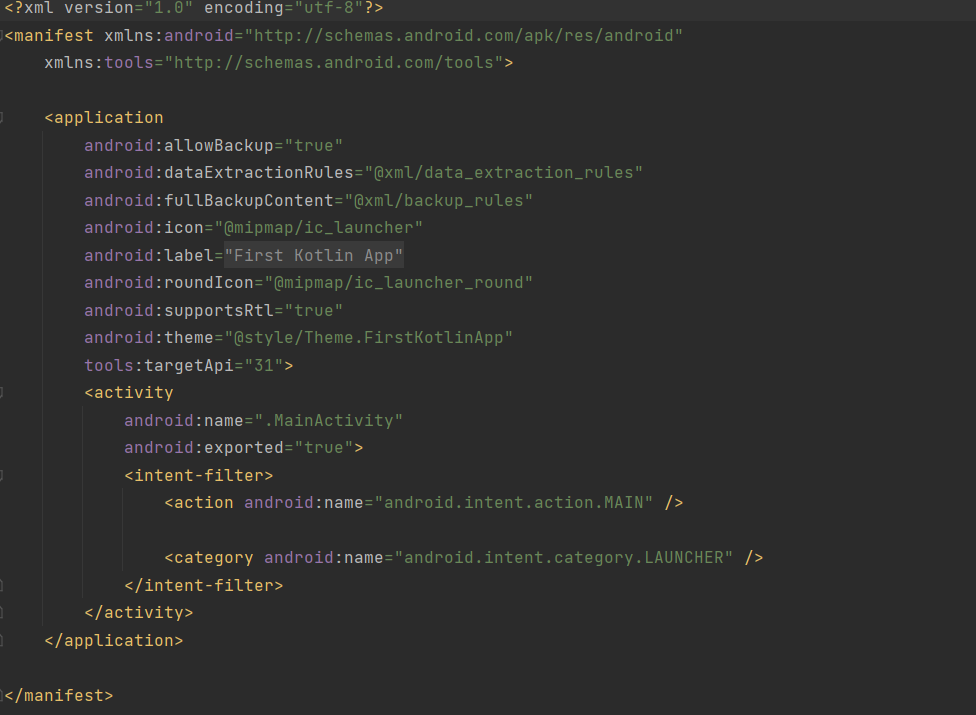 <?xml version="1.0" encoding="utf-8"?>
<manifest xmlns:android="http://schemas.android.com/apk/res/android"
    xmlns:tools="http://schemas.android.com/tools">

    <application
        android:allowBackup="true"
        android:dataExtractionRules="@xml/data_extraction_rules"
        android:fullBackupContent="@xml/backup_rules"
        android:icon="@mipmap/ic_launcher"
        android:label="First Kotlin App"
        android:roundIcon="@mipmap/ic_launcher_round"
        android:supportsRtl="true"
        android:theme="@style/Theme.FirstKotlinApp"
        tools:targetApi="31">
        <activity
            android:name=".MainActivity"
            android:exported="true">
            <intent-filter>
                <action android:name="android.intent.action.MAIN" />

                <category android:name="android.intent.category.LAUNCHER" />
            </intent-filter>
        </activity>
    </application>

</manifest>